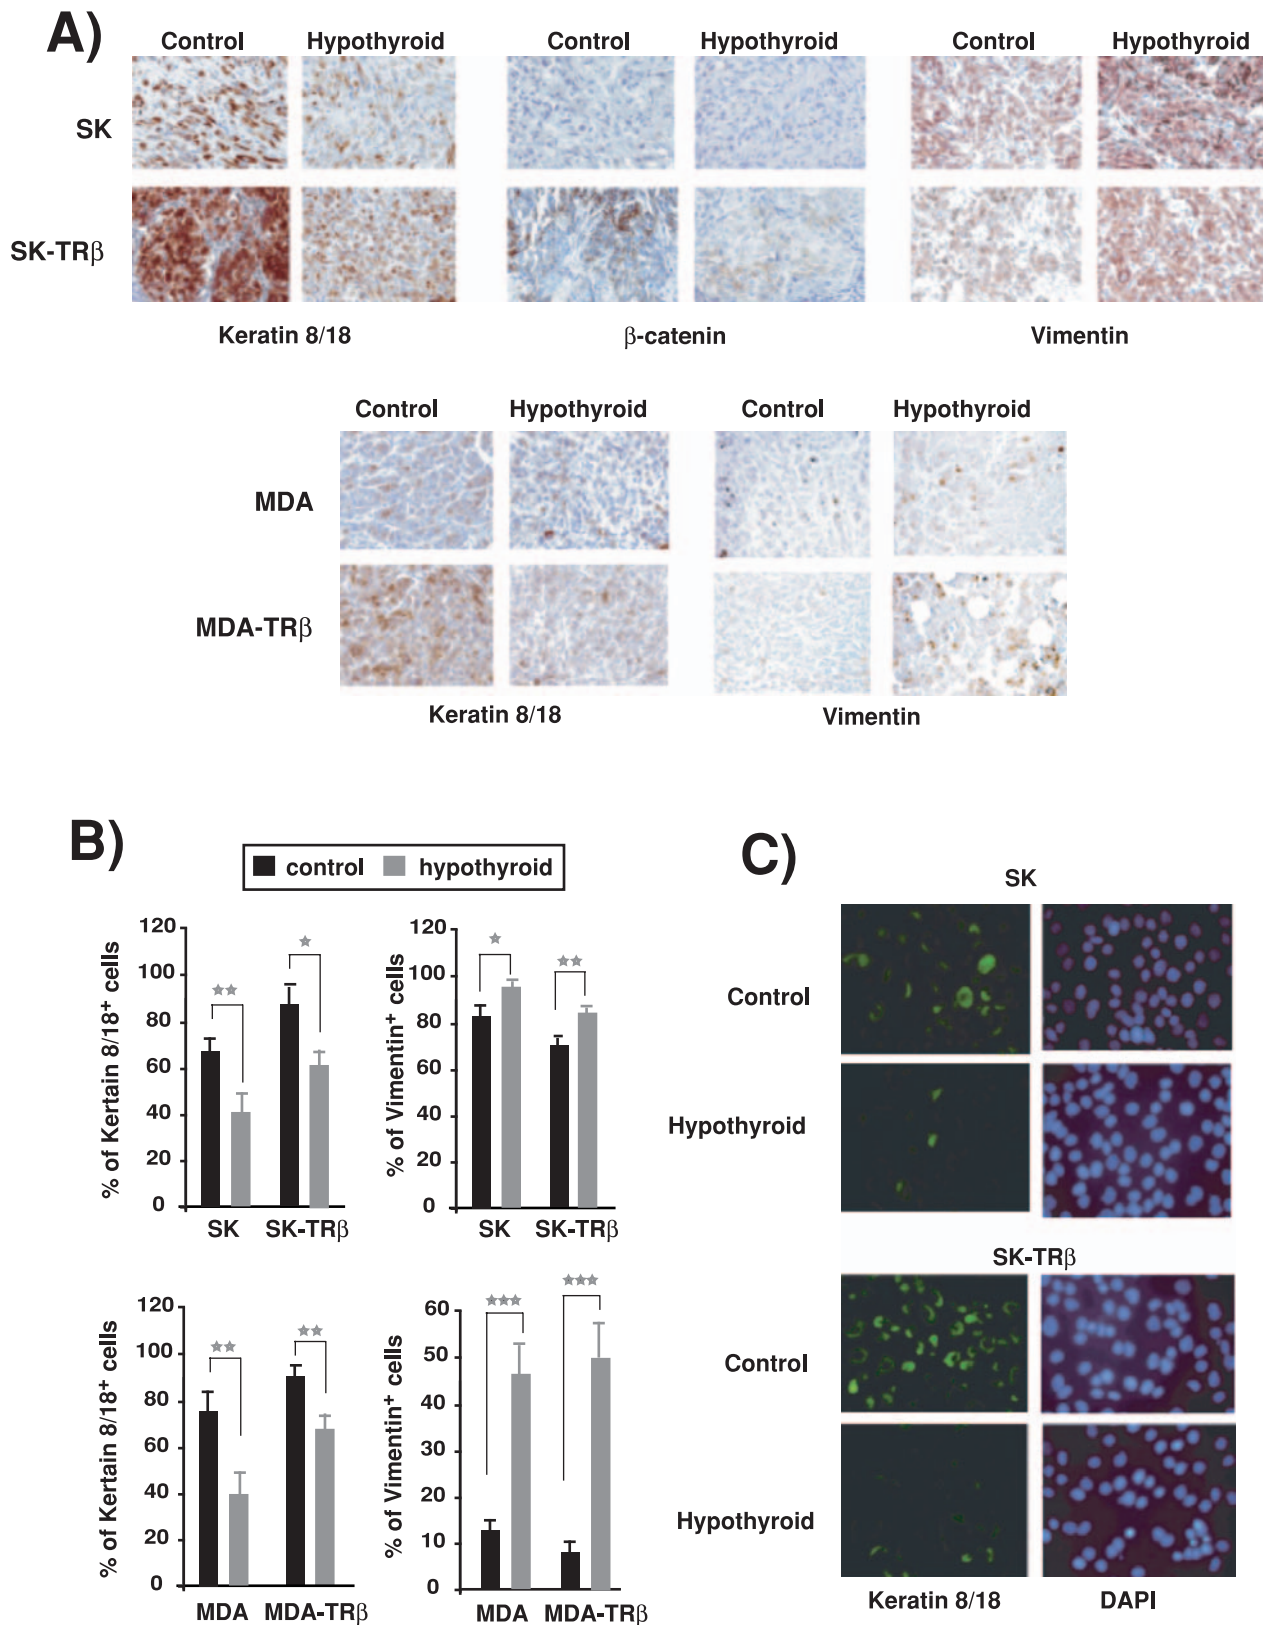 A)
Control Hypothyroid Control Hypothyroid Control Hypothyroid
SK
SK-TRβ
Keratin 8/18 β-catenin Vimentin
Control Hypothyroid Control Hypothyroid
MDA
MDA-TRβ
Keratin 8/18 Vimentin
B)
control hypothyroid
% of Kertain 8/18+ cells
120
100
80
60
40
20
0
SK SK-TRβ
% of Vimentin+ cells
120
100
80
60
40
20
0
SK SK-TRβ
% of Kertain 8/18+ cells
120
100
80
60
40
20
0
MDA MDA-TRβ
% of Vimentin+ cells
60
50
40
30
20
10
0
MDA MDA-TRβ
C)
SK
Control
Hypothyroid
SK-TRβ
Control
Hypothyroid
Keratin 8/18 DAPI